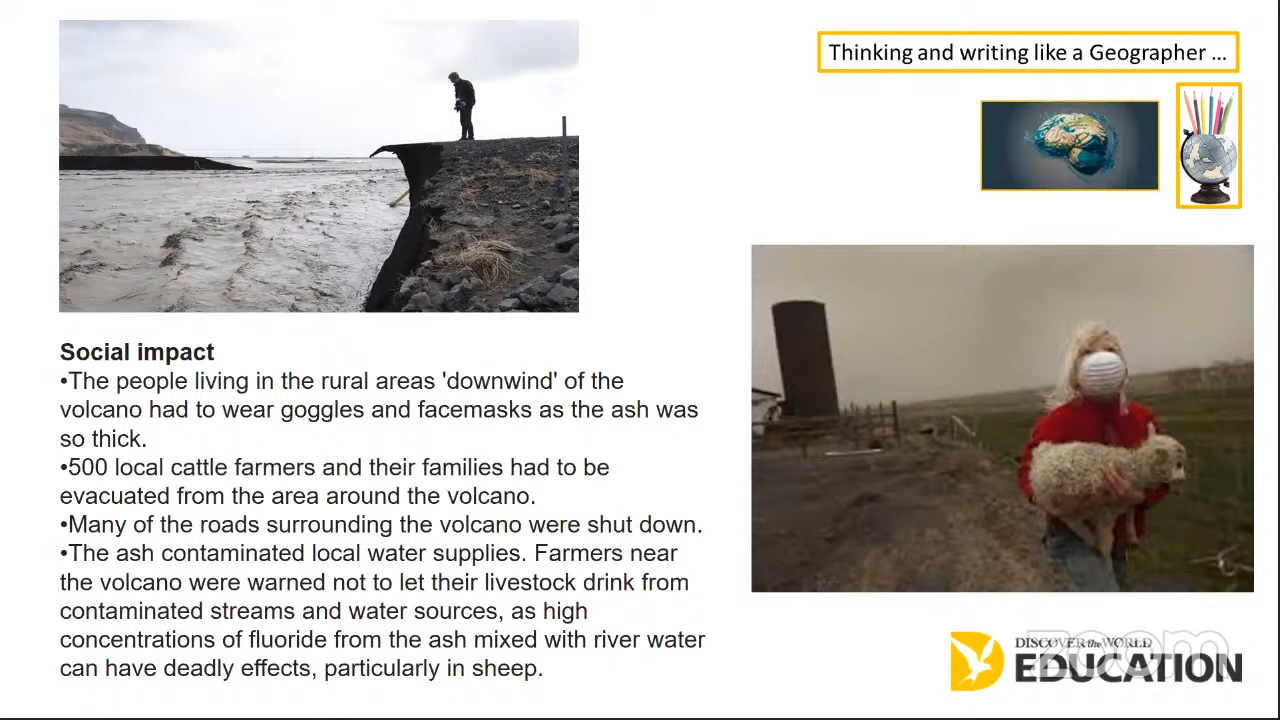 Thinking and writing like a Geographer ...
Social impact
•The people living in the rural areas 'downwind' of the
volcano had to wear goggles and facemasks as the ash was
so thick.
•500 local cattle farmers and their families had to be
evacuated from the area around the volcano.
•Many of the roads surrounding the volcano were shut down.
•The ash contaminated local water supplies. Farmers near
the volcano were warned not to let their livestock drink from
contaminated streams and water sources, as high
concentrations of fluoride from the ash mixed with river water
can have deadly effects, particularly in sheep.
DISCOVER the WORLD
EDUCATION
zoom